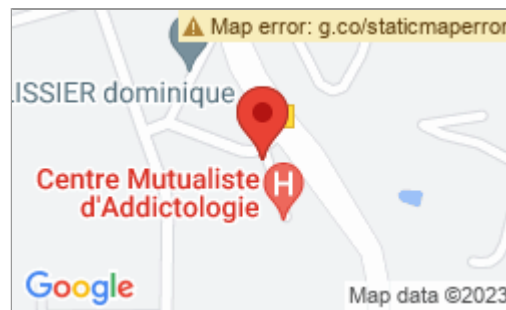 Map error: g.co/staticmaperror
LISSIER dominique
Centre Mutualiste
d'Addictologie
H
Google
Map data ©2023